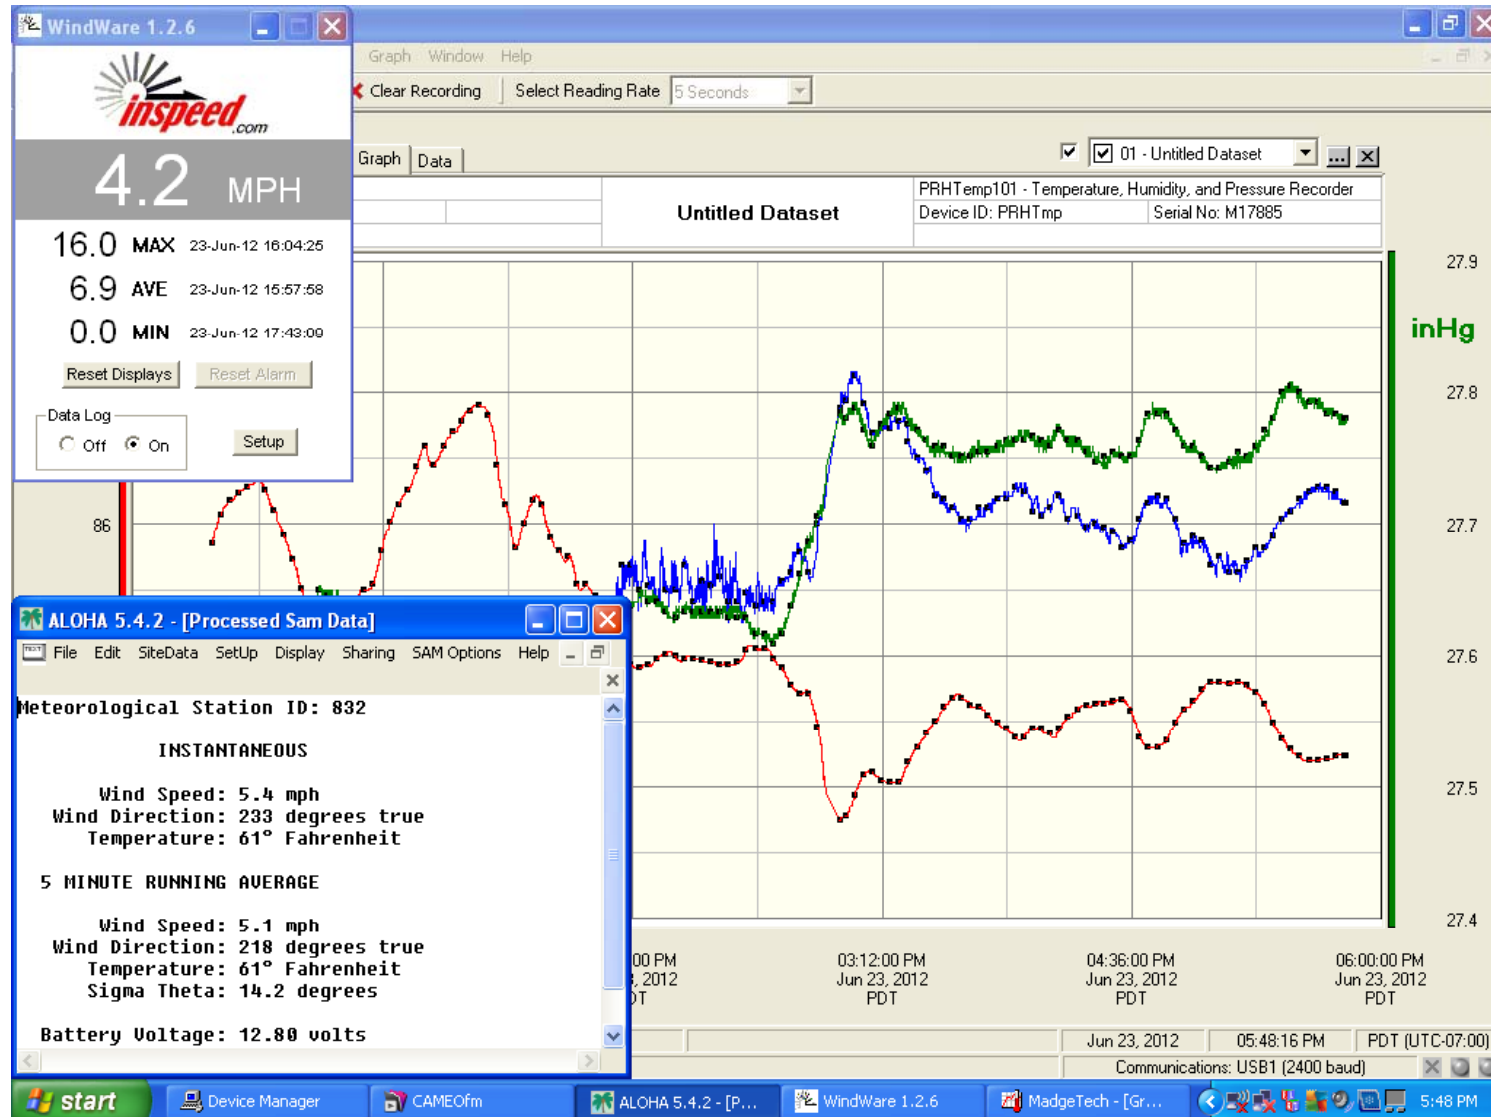 WindWare 1.2.6
Graph Window Help
Clear Recording Select Reading Rate 5 Seconds
inspeed.com
4.2 MPH
16.0 MAX 23-Jun-12 16:04:25
6.9 AVE 23-Jun-12 15:57:58
0.0 MIN 23-Jun-12 17:43:09
Reset Displays Reset Alarm
Data Log
Off On
Setup
Graph Data
01 - Untitled Dataset
Untitled Dataset
PRHTemp101 - Temperature, Humidity, and Pressure Recorder
Device ID: PRHTmp Serial No: M17885
27.9
inHg
27.8
86
27.7
27.6
27.5
27.4
ALOHA 5.4.2 - [Processed Sam Data]
File Edit SiteData SetUp Display Sharing SAM Options Help
Meteorological Station ID: 832
INSTANTANEOUS
Wind Speed: 5.4 mph
Wind Direction: 233 degrees true
Temperature: 61° Fahrenheit
5 MINUTE RUNNING AVERAGE
Wind Speed: 5.1 mph
Wind Direction: 218 degrees true
Temperature: 61° Fahrenheit
Sigma Theta: 14.2 degrees
Battery Voltage: 12.80 volts
00 PM 03:12:00 PM 04:36:00 PM 06:00:00 PM
, 2012 Jun 23, 2012 Jun 23, 2012 Jun 23, 2012
PDT PDT PDT
Jun 23, 2012 05:48:16 PM PDT (UTC-07:00)
Communications: USB1 (2400 baud)
start Device Manager CAMEOfm ALOHA 5.4.2 - [P... WindWare 1.2.6 MadgeTech - [Gr... 5:48 PM